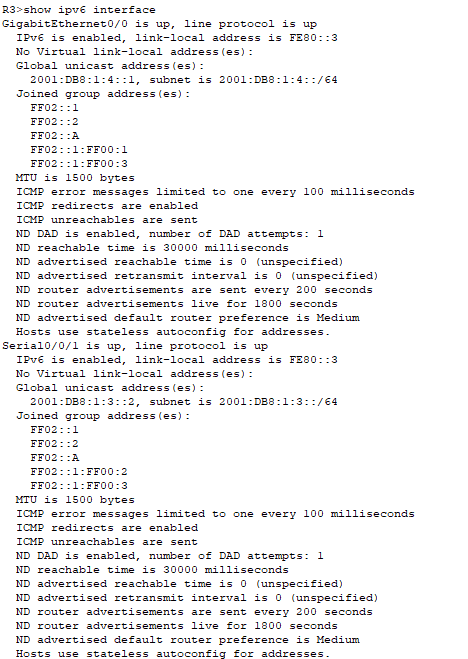 R3>show ipv6 interface
GigabitEthernet0/0 is up, line protocol is up
IPv6 is enabled, link-local address is FE80::3
No Virtual link-local address(es):
Global unicast address(es):
2001:DB8:1:4::1, subnet is 2001:DB8:1:4::/64
Joined group address(es):
FF02::1
FF02::2
FF02::A
FF02::1:FF00:1
FF02::1:FF00:3
MTU is 1500 bytes
ICMP error messages limited to one every 100 milliseconds
ICMP redirects are enabled
ICMP unreachables are sent
ND DAD is enabled, number of DAD attempts: 1
ND reachable time is 30000 milliseconds
ND advertised reachable time is 0 (unspecified)
ND advertised retransmit interval is 0 (unspecified)
ND router advertisements are sent every 200 seconds
ND router advertisements live for 1800 seconds
ND advertised default router preference is Medium
Hosts use stateless autoconfig for addresses.
Serial0/0/1 is up, line protocol is up
IPv6 is enabled, link-local address is FE80::3
No Virtual link-local address(es):
Global unicast address(es):
2001:DB8:1:3::2, subnet is 2001:DB8:1:3::/64
Joined group address(es):
FF02::1
FF02::2
FF02::A
FF02::1:FF00:2
FF02::1:FF00:3
MTU is 1500 bytes
ICMP error messages limited to one every 100 milliseconds
ICMP redirects are enabled
ICMP unreachables are sent
ND DAD is enabled, number of DAD attempts: 1
ND reachable time is 30000 milliseconds
ND advertised reachable time is 0 (unspecified)
ND advertised retransmit interval is 0 (unspecified)
ND router advertisements are sent every 200 seconds
ND router advertisements live for 1800 seconds
ND advertised default router preference is Medium
Hosts use stateless autoconfig for addresses.